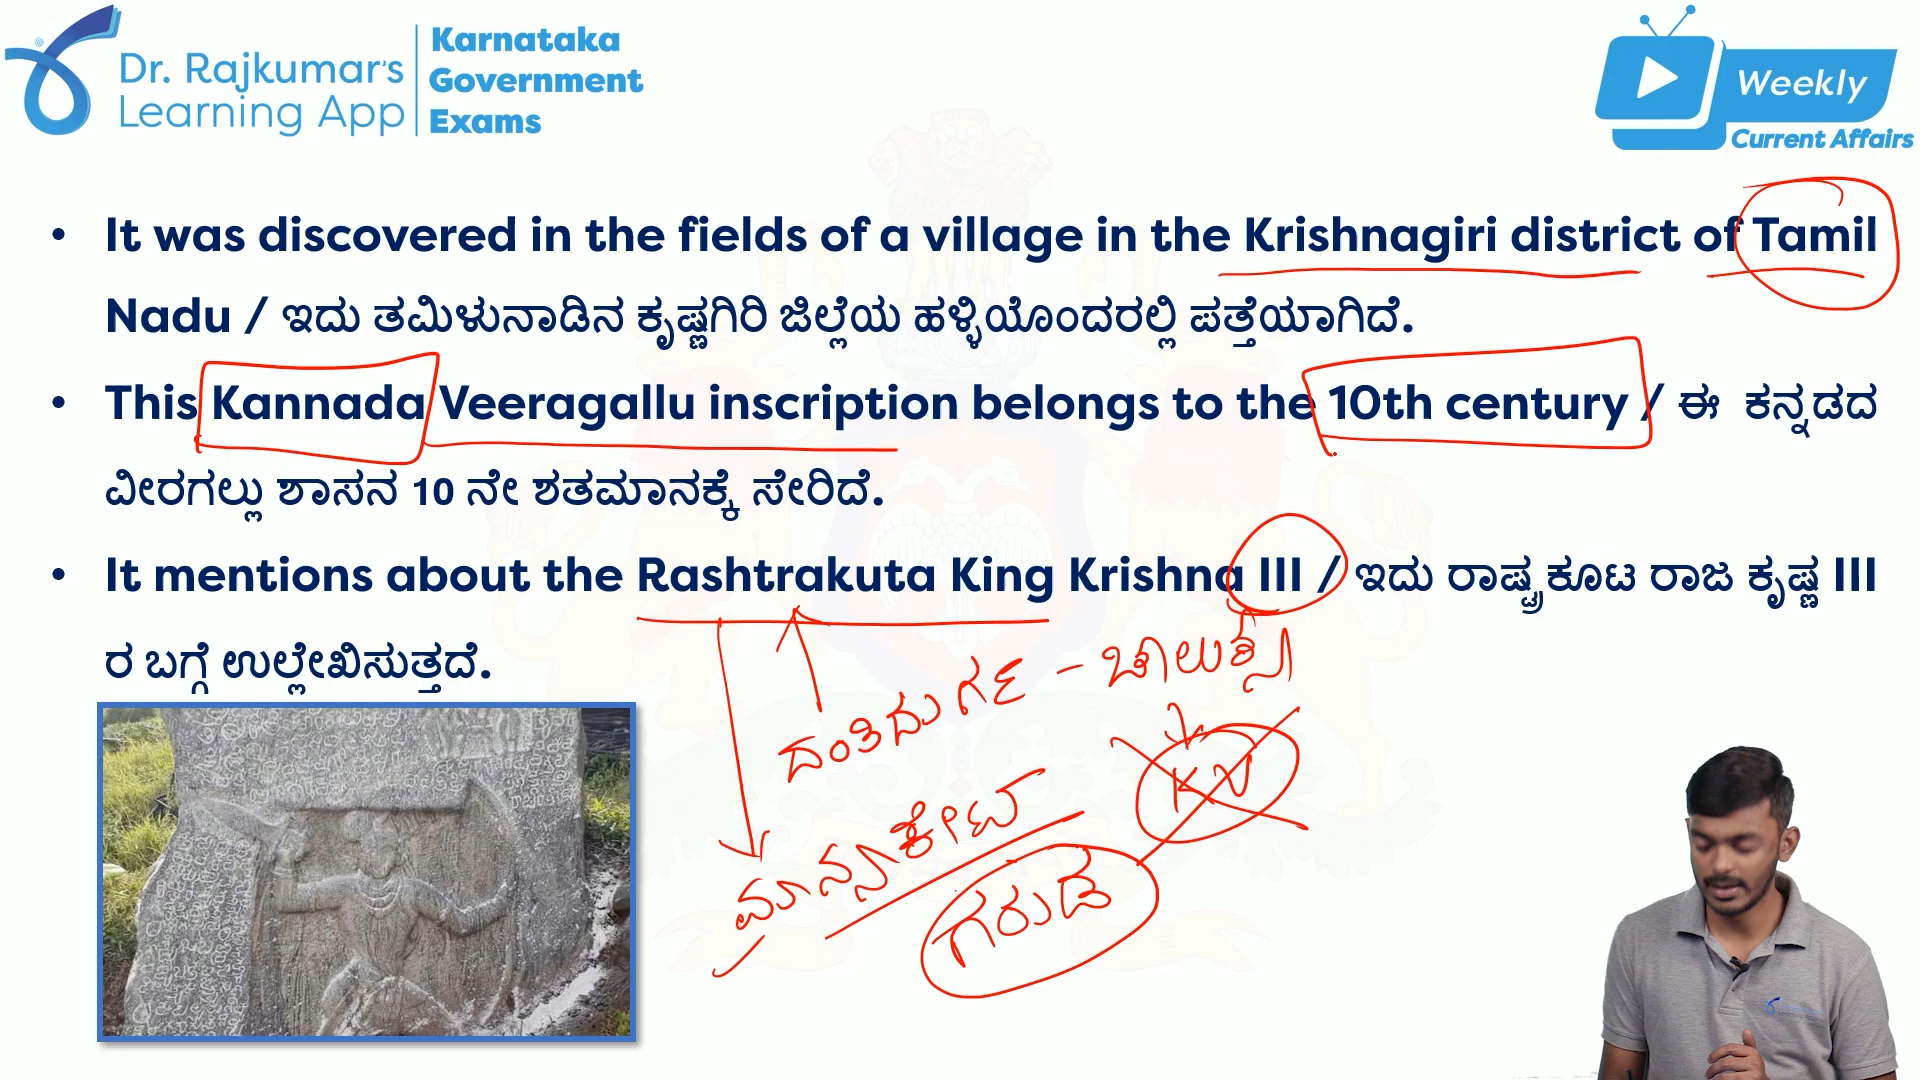 Dr. Rajkumar's
Learning App
Karnataka
Government
Exams
Weekly
Current Affairs
• It was discovered in the fields of a village in the Krishnagiri district of Tamil
Nadu / ಇದು ತಮಿಳುನಾಡಿನ ಕೃಷ್ಣಗಿರಿ ಜಿಲ್ಲೆಯ ಹಳ್ಳಿಯೊಂದರಲ್ಲಿ ಪತ್ತೆಯಾಗಿದೆ.
• This Kannada Veeragallu inscription belongs to the 10th century / ಈ ಕನ್ನಡದ
ವೀರಗಲ್ಲು ಶಾಸನ 10 ನೇ ಶತಮಾನಕ್ಕೆ ಸೇರಿದೆ.
• It mentions about the Rashtrakuta King Krishna III / ಇದು ರಾಷ್ಟ್ರಕೂಟ ರಾಜ ಕೃಷ್ಣ III
ರ ಬಗ್ಗೆ ಉಲ್ಲೇಖಿಸುತ್ತದೆ.
ದಂತಿದುರ್ಗ - ಚಾಲುಕ್ಯ
ಮಾನ್ಯಖೇಟ
ಗರುಡ